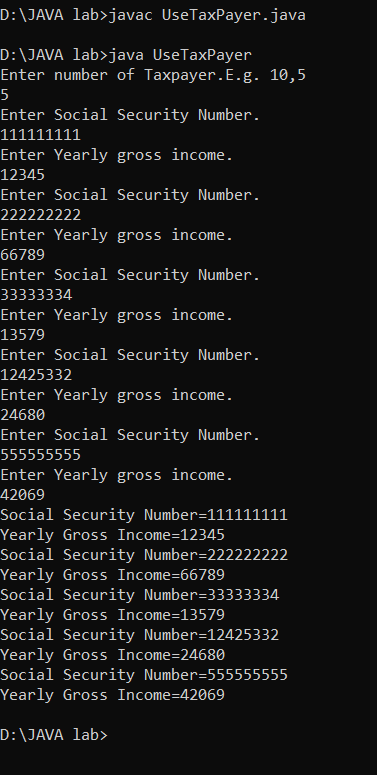 D:\JAVA lab>javac UseTaxPayer.java
D:\JAVA lab>java UseTaxPayer
Enter number of Taxpayer.E.g. 10,5
5
Enter Social Security Number.
111111111
Enter Yearly gross income.
12345
Enter Social Security Number.
222222222
Enter Yearly gross income.
66789
Enter Social Security Number.
33333334
Enter Yearly gross income.
13579
Enter Social Security Number.
12425332
Enter Yearly gross income.
24680
Enter Social Security Number.
555555555
Enter Yearly gross income.
42069
Social Security Number=111111111
Yearly Gross Income=12345
Social Security Number=222222222
Yearly Gross Income=66789
Social Security Number=33333334
Yearly Gross Income=13579
Social Security Number=12425332
Yearly Gross Income=24680
Social Security Number=555555555
Yearly Gross Income=42069
D:\JAVA lab>